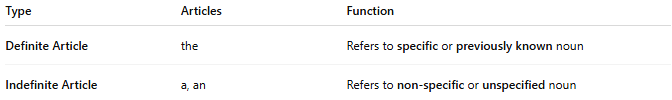 Type Articles Function
Definite Article the Refers to specific or previously known noun
Indefinite Article a, an Refers to non-specific or unspecified noun